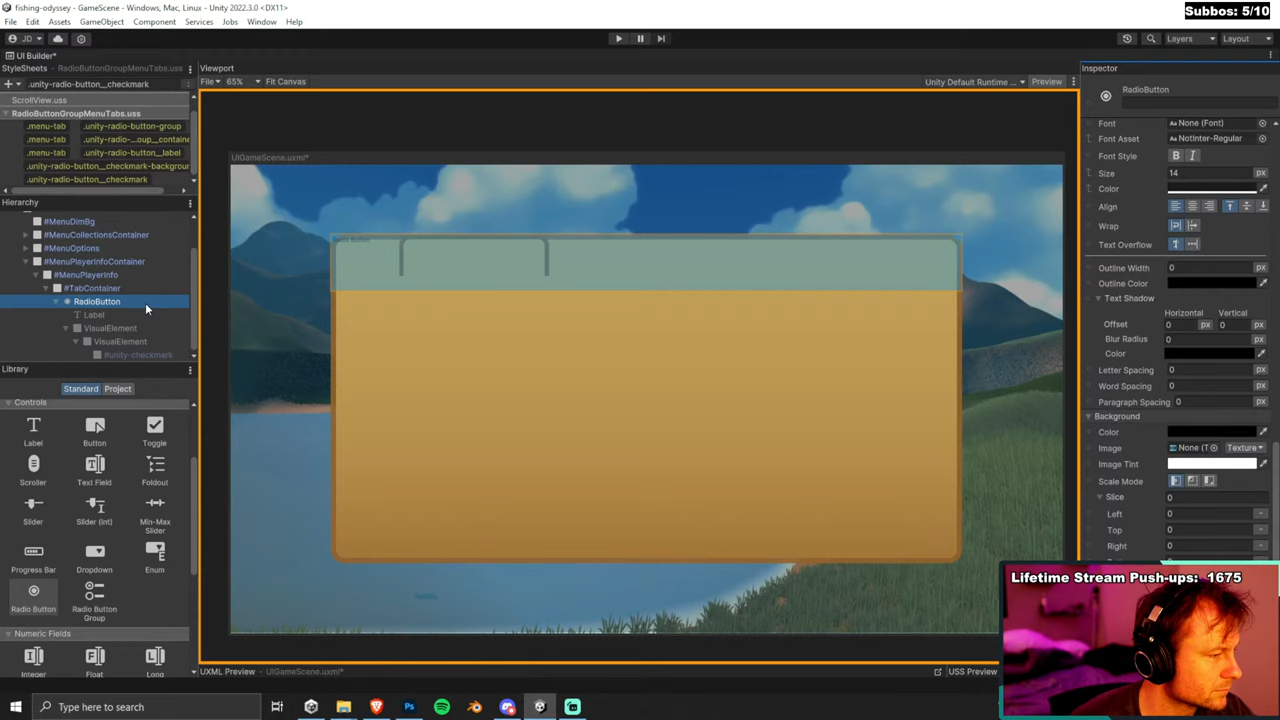 fishing-odyssey - GameScene - Windows, Mac, Linux - Unity 2022.3.0 <DX11>
Subbos: 5/10
File Edit Assets GameObject Component Services Jobs Window Help
JD
Layers Layout
UI Builder*
StyleSheets RadioButtonGroupMenuTabs.uss
Viewport
Inspector
.unity-radio-button__checkmark
File 65% Fit Canvas
Unity Default Runtime ... Preview
RadioButton
ScrollView.uss
RadioButtonGroupMenuTabs.uss
.menu-tab .unity-radio-button-group
.menu-tab .unity-radio-...oup__containe
.menu-tab .unity-radio-button__label
.unity-radio-button__checkmark-backgroun
.unity-radio-button__checkmark
Hierarchy
#MenuDimBg
#MenuCollectionsContainer
#MenuOptions
#MenuPlayerInfoContainer
#MenuPlayerInfo
#TabContainer
RadioButton
Label
VisualElement
VisualElement
#unity-checkmark
UIGameScene.uxml*
Library
Standard Project
Controls
Label Button Toggle
Scroller Text Field Foldout
Slider Slider (Int) Min-Max Slider
Progress Bar Dropdown Enum
Radio Button Radio Button Group
Numeric Fields
Integer Float Long
Font None (Font)
Font Asset NotInter-Regular
Font Style B I
Size 14 px
Color
Align
Wrap
Text Overflow
Outline Width 0 px
Outline Color
Text Shadow
Horizontal Vertical
Offset 0 px 0 px
Blur Radius 0 px
Color
Letter Spacing 0 px
Word Spacing 0 px
Paragraph Spacing 0 px
Background
Color
Image None (T Texture
Image Tint
Scale Mode
Slice 0
Left 0
Top 0
Right 0
Lifetime Stream Push-ups: 1675
UXML Preview UIGameScene.uxml*
USS Preview
Type here to search
Ps